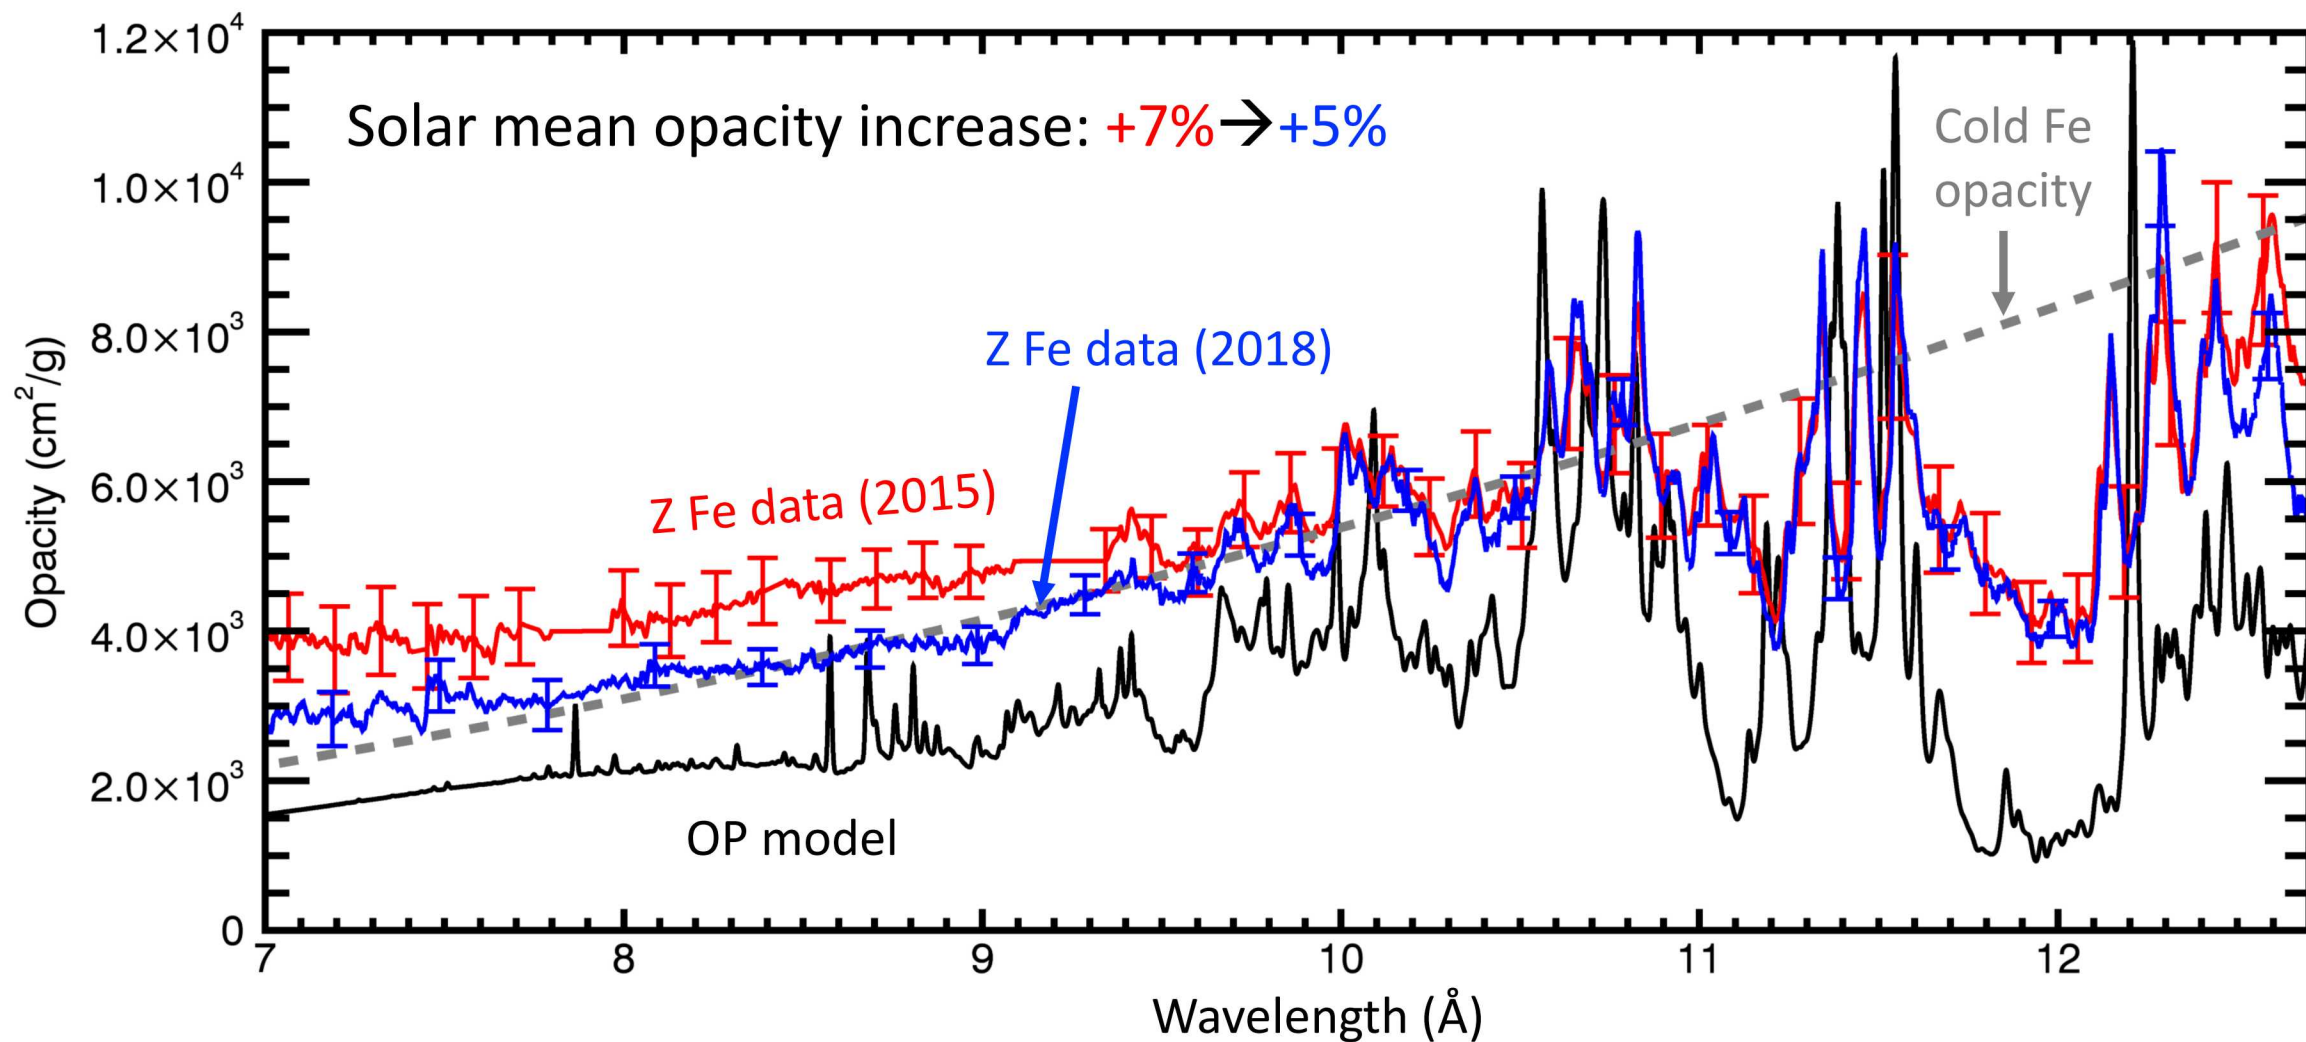 Solar mean opacity increase: +7%→+5%
Cold Fe
opacity
Z Fe data (2018)
Z Fe data (2015)
OP model
1.2×10⁴
1.0×10⁴
8.0×10³
6.0×10³
4.0×10³
2.0×10³
0
Opacity (cm²/g)
7 8 9 10 11 12
Wavelength (Å)